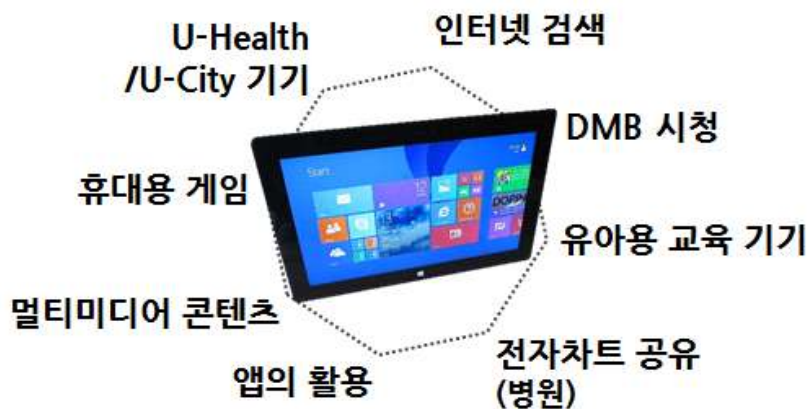 U-Health
/U-City 기기
인터넷 검색
DMB 시청
휴대용 게임
유아용 교육 기기
멀티미디어 콘텐츠
앱의 활용
전자차트 공유
(병원)
Start
12